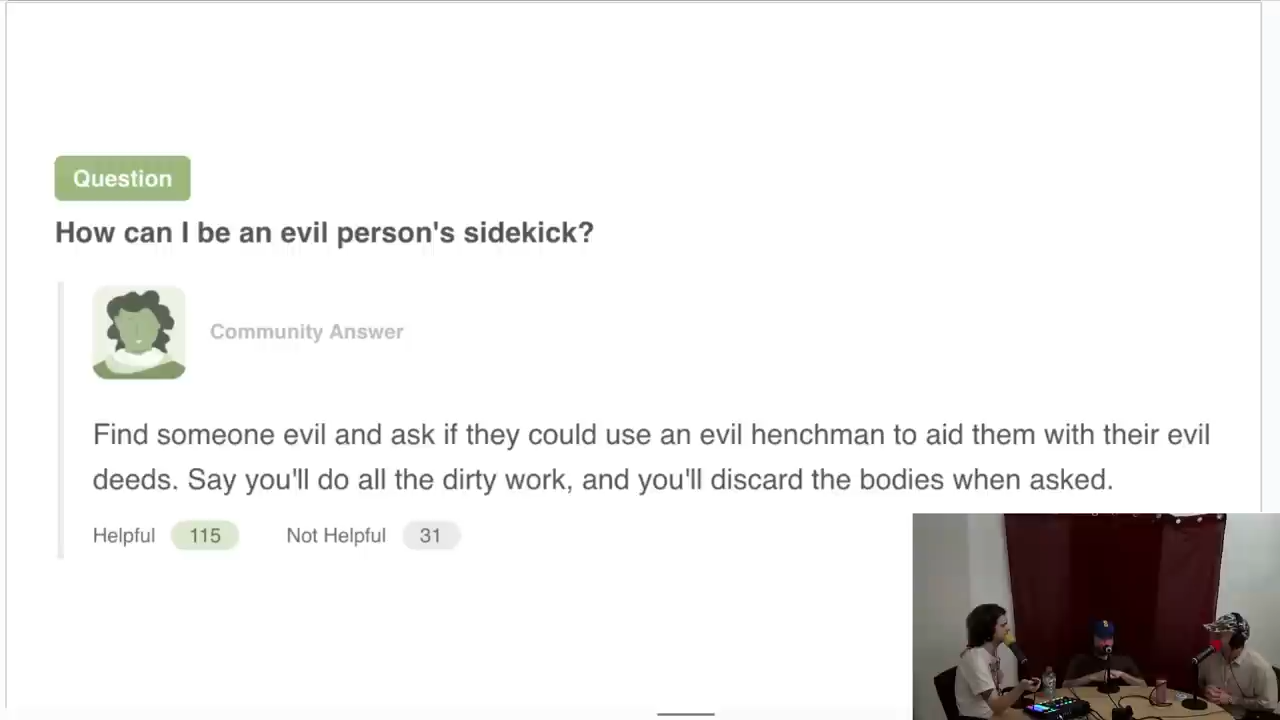 Question
How can I be an evil person's sidekick?
Community Answer
Find someone evil and ask if they could use an evil henchman to aid them with their evil
deeds. Say you'll do all the dirty work, and you'll discard the bodies when asked.
Helpful 115 Not Helpful 31